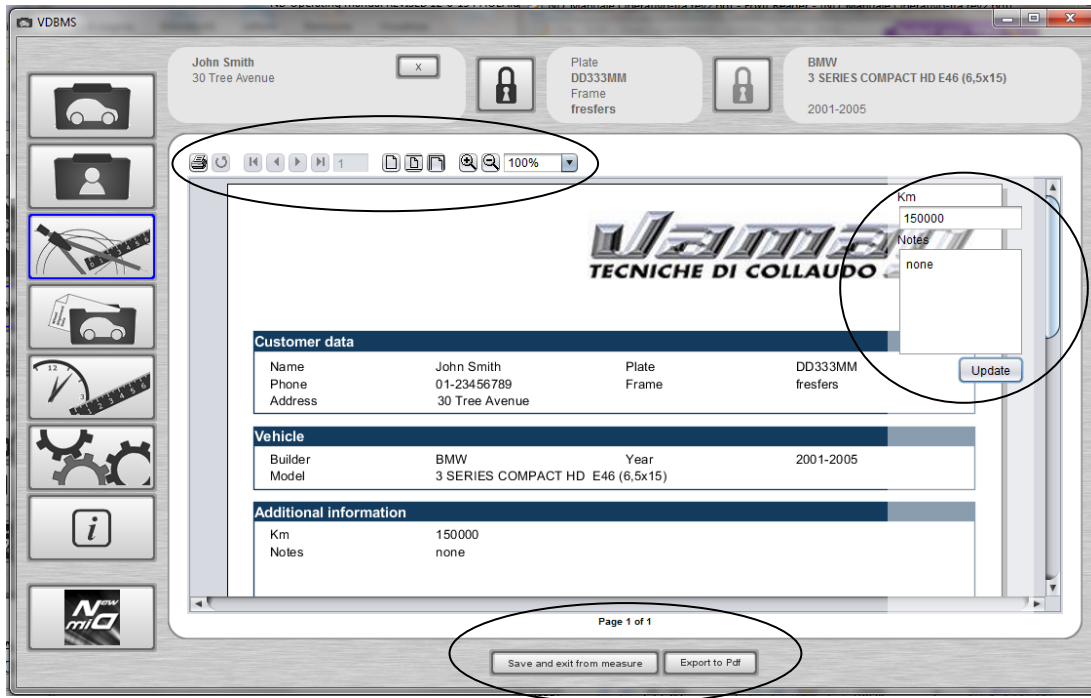 VDBMS
John Smith
30 Tree Avenue
x
Plate
DD333MM
Frame
fresfers
BMW
3 SERIES COMPACT HD E46 (6,5x15)
2001-2005
1
100%
Km
150000
Notes
none
Update
TECNICHE DI COLLAUDO
Customer data
Name John Smith Plate DD333MM
Phone 01-23456789 Frame fresfers
Address 30 Tree Avenue
Vehicle
Builder BMW Year 2001-2005
Model 3 SERIES COMPACT HD E46 (6,5x15)
Additional information
Km 150000
Notes none
12
3
i
New
miD
Page 1 of 1
Save and exit from measure Export to Pdf